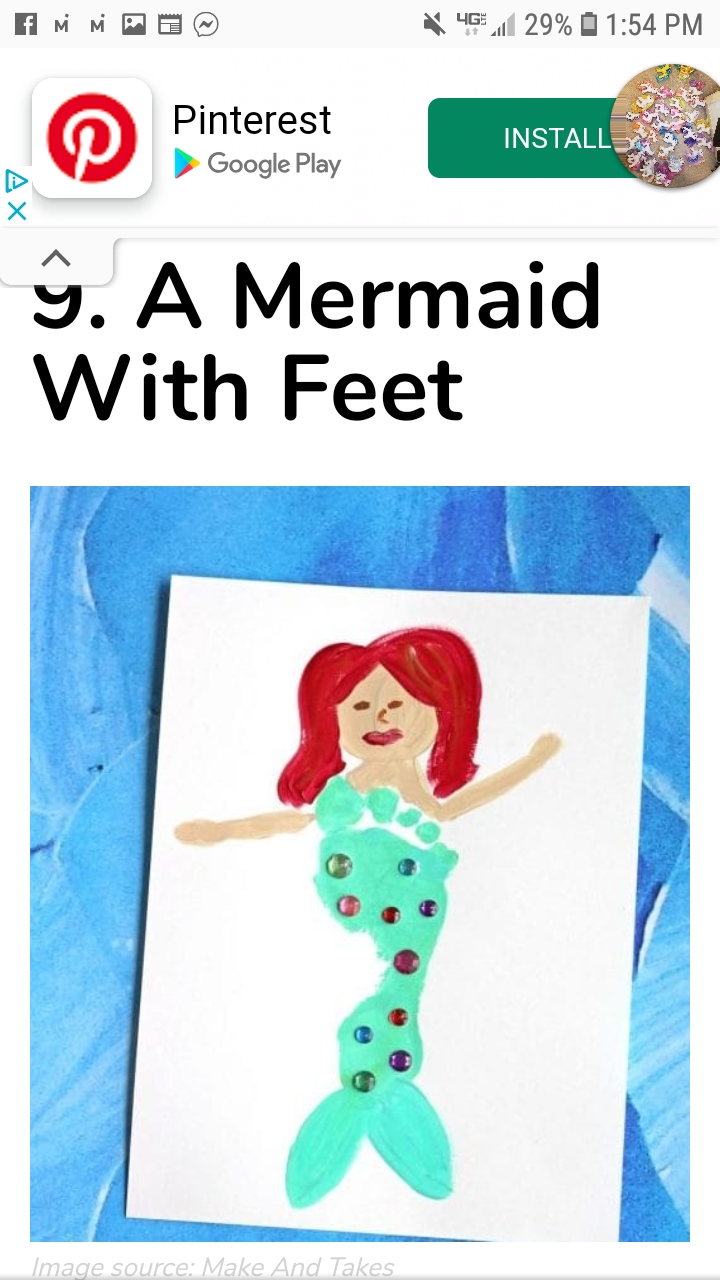 4G 29% 1:54 PM
Pinterest
Google Play
INSTALL
9. A Mermaid
With Feet
Image source: Make And Takes